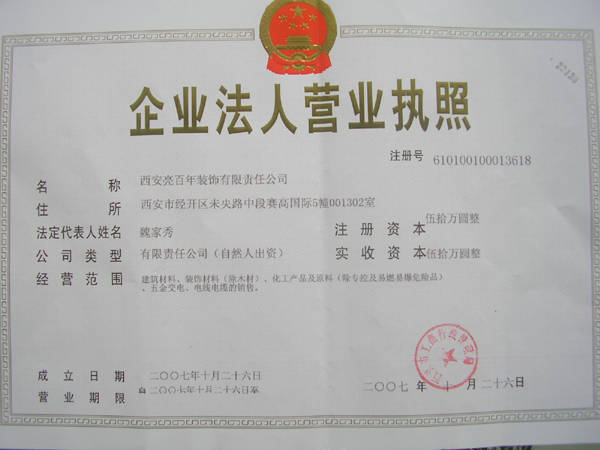 企业法人营业执照
注册号 610100100013618
名称 西安亮百年装饰有限责任公司
住所 西安市经开区未央路中段赛高国际5幢001302室
法定代表人姓名 魏家秀 注册资本 伍拾万圆整
公司类型 有限责任公司（自然人出资） 实收资本 伍拾万圆整
经营范围 建筑材料、装饰材料（除木材）、化工产品及原料（除专控及易燃易爆危险品）
、五金交电、电线电缆的销售。
成立日期 二〇〇七年十月二十六日
营业期限 自二〇〇七年十月二十六日至
二〇〇七 年 十 月二十六日